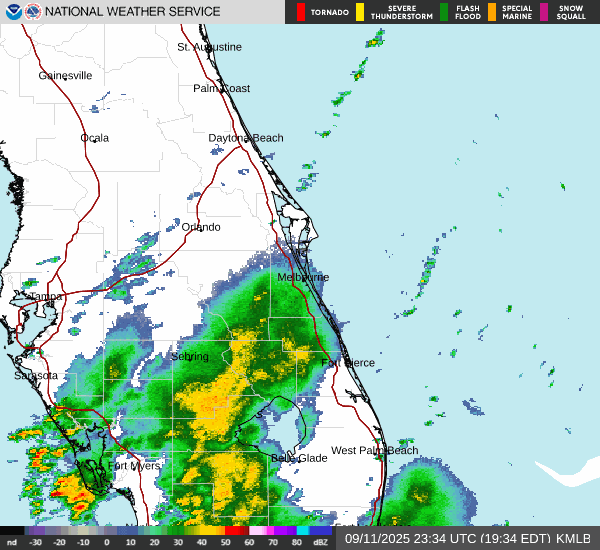 NATIONAL WEATHER SERVICE
TORNADO
SEVERE THUNDERSTORM
FLASH FLOOD
SPECIAL MARINE
SNOW SQUALL
St. Augustine
Gainesville
Palm Coast
Ocala
Daytona Beach
Orlando
Melbourne
Tampa
Sebring
Fort Pierce
Sarasota
West Palm Beach
Belle Glade
Fort Myers
nd -30 -20 -10 0 10 20 30 40 50 60 70 80 dBZ
09/11/2025 23:34 UTC (19:34 EDT) KMLB